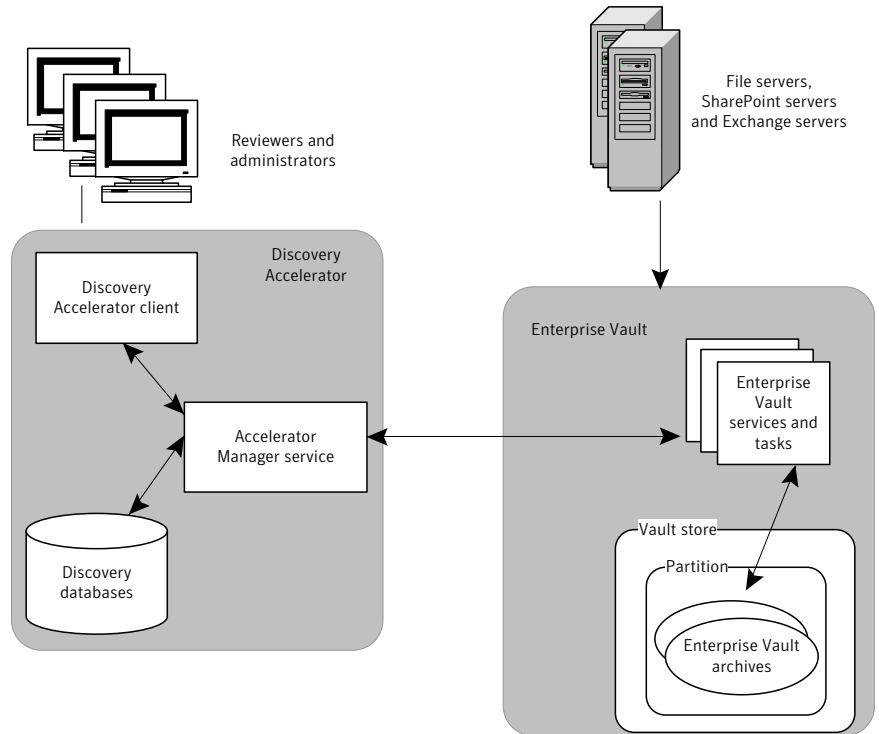 Reviewers and
administrators
File servers,
SharePoint servers
and Exchange servers
Discovery
Accelerator
Discovery
Accelerator client
Accelerator
Manager service
Discovery
databases
Enterprise Vault
Enterprise
Vault
services and
tasks
Vault store
Partition
Enterprise Vault
archives